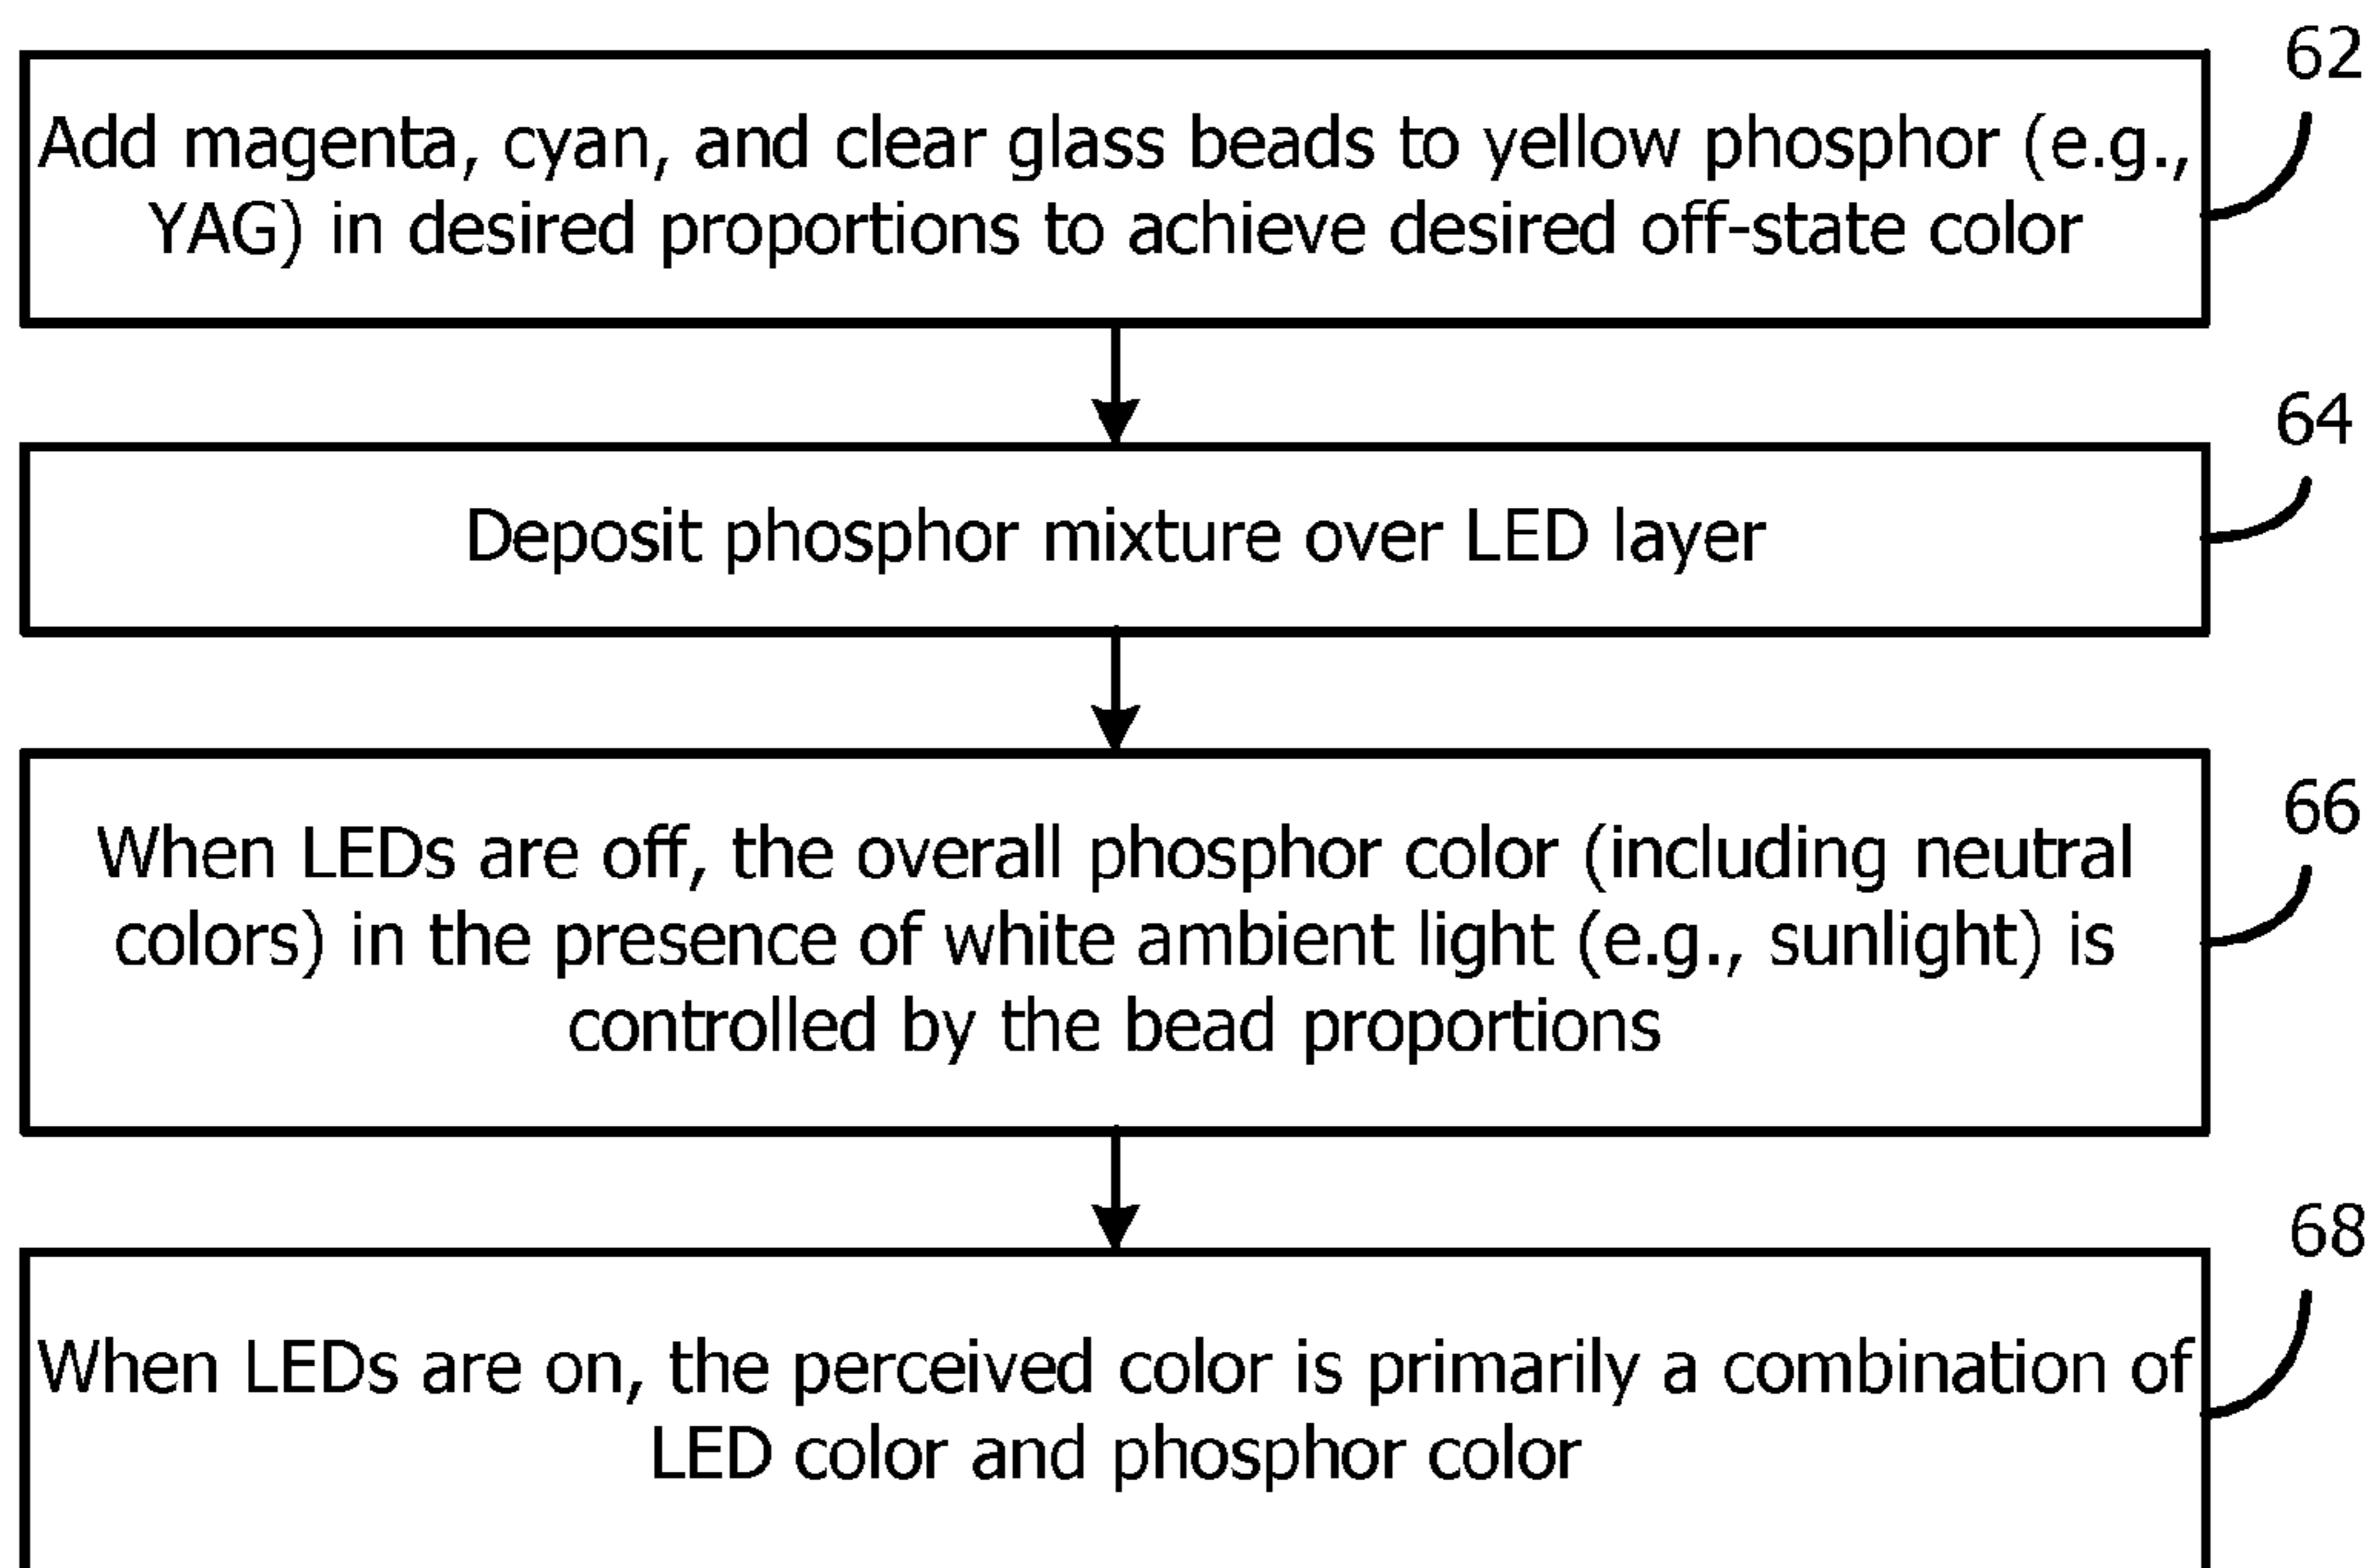 62
Add magenta, cyan, and clear glass beads to yellow phosphor (e.g.,
YAG) in desired proportions to achieve desired off-state color
64
Deposit phosphor mixture over LED layer
66
When LEDs are off, the overall phosphor color (including neutral
colors) in the presence of white ambient light (e.g., sunlight) is
controlled by the bead proportions
68
When LEDs are on, the perceived color is primarily a combination of
LED color and phosphor color